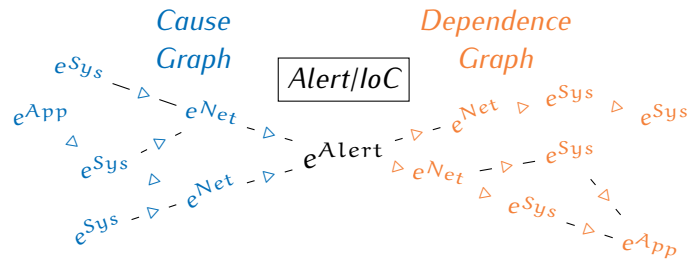 Cause
Graph
Dependence
Graph
Alert/IoC
e^Sys
e^App
e^Net
e^Sys
e^Net
e^Sys
e^Alert
e^Net
e^Sys
e^Sys
e^Net
e^Sys
e^Sys
e^App